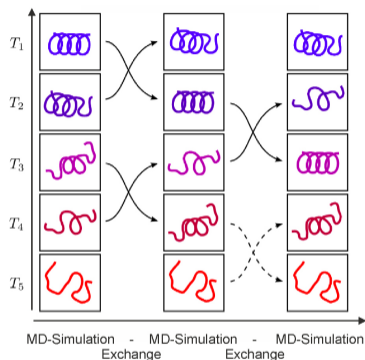 T₁
T₂
T₃
T₄
T₅
MD-Simulation - MD-Simulation - MD-Simulation
Exchange Exchange